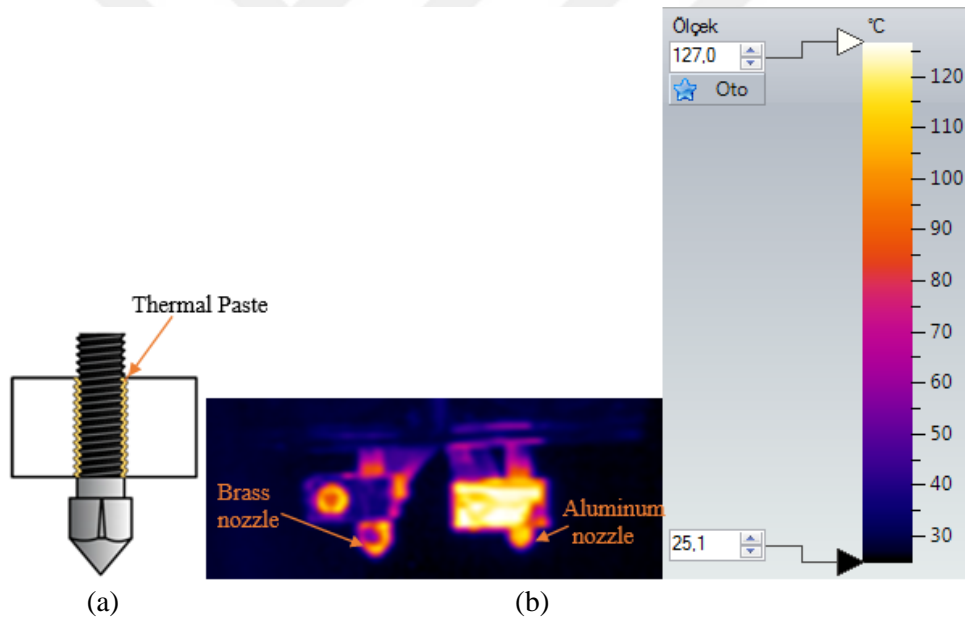 Ölçek
°C
127,0
Oto
120
110
100
90
80
70
60
50
40
30
25,1
Thermal Paste
Brass
nozzle
Aluminum
nozzle
(a)
(b)